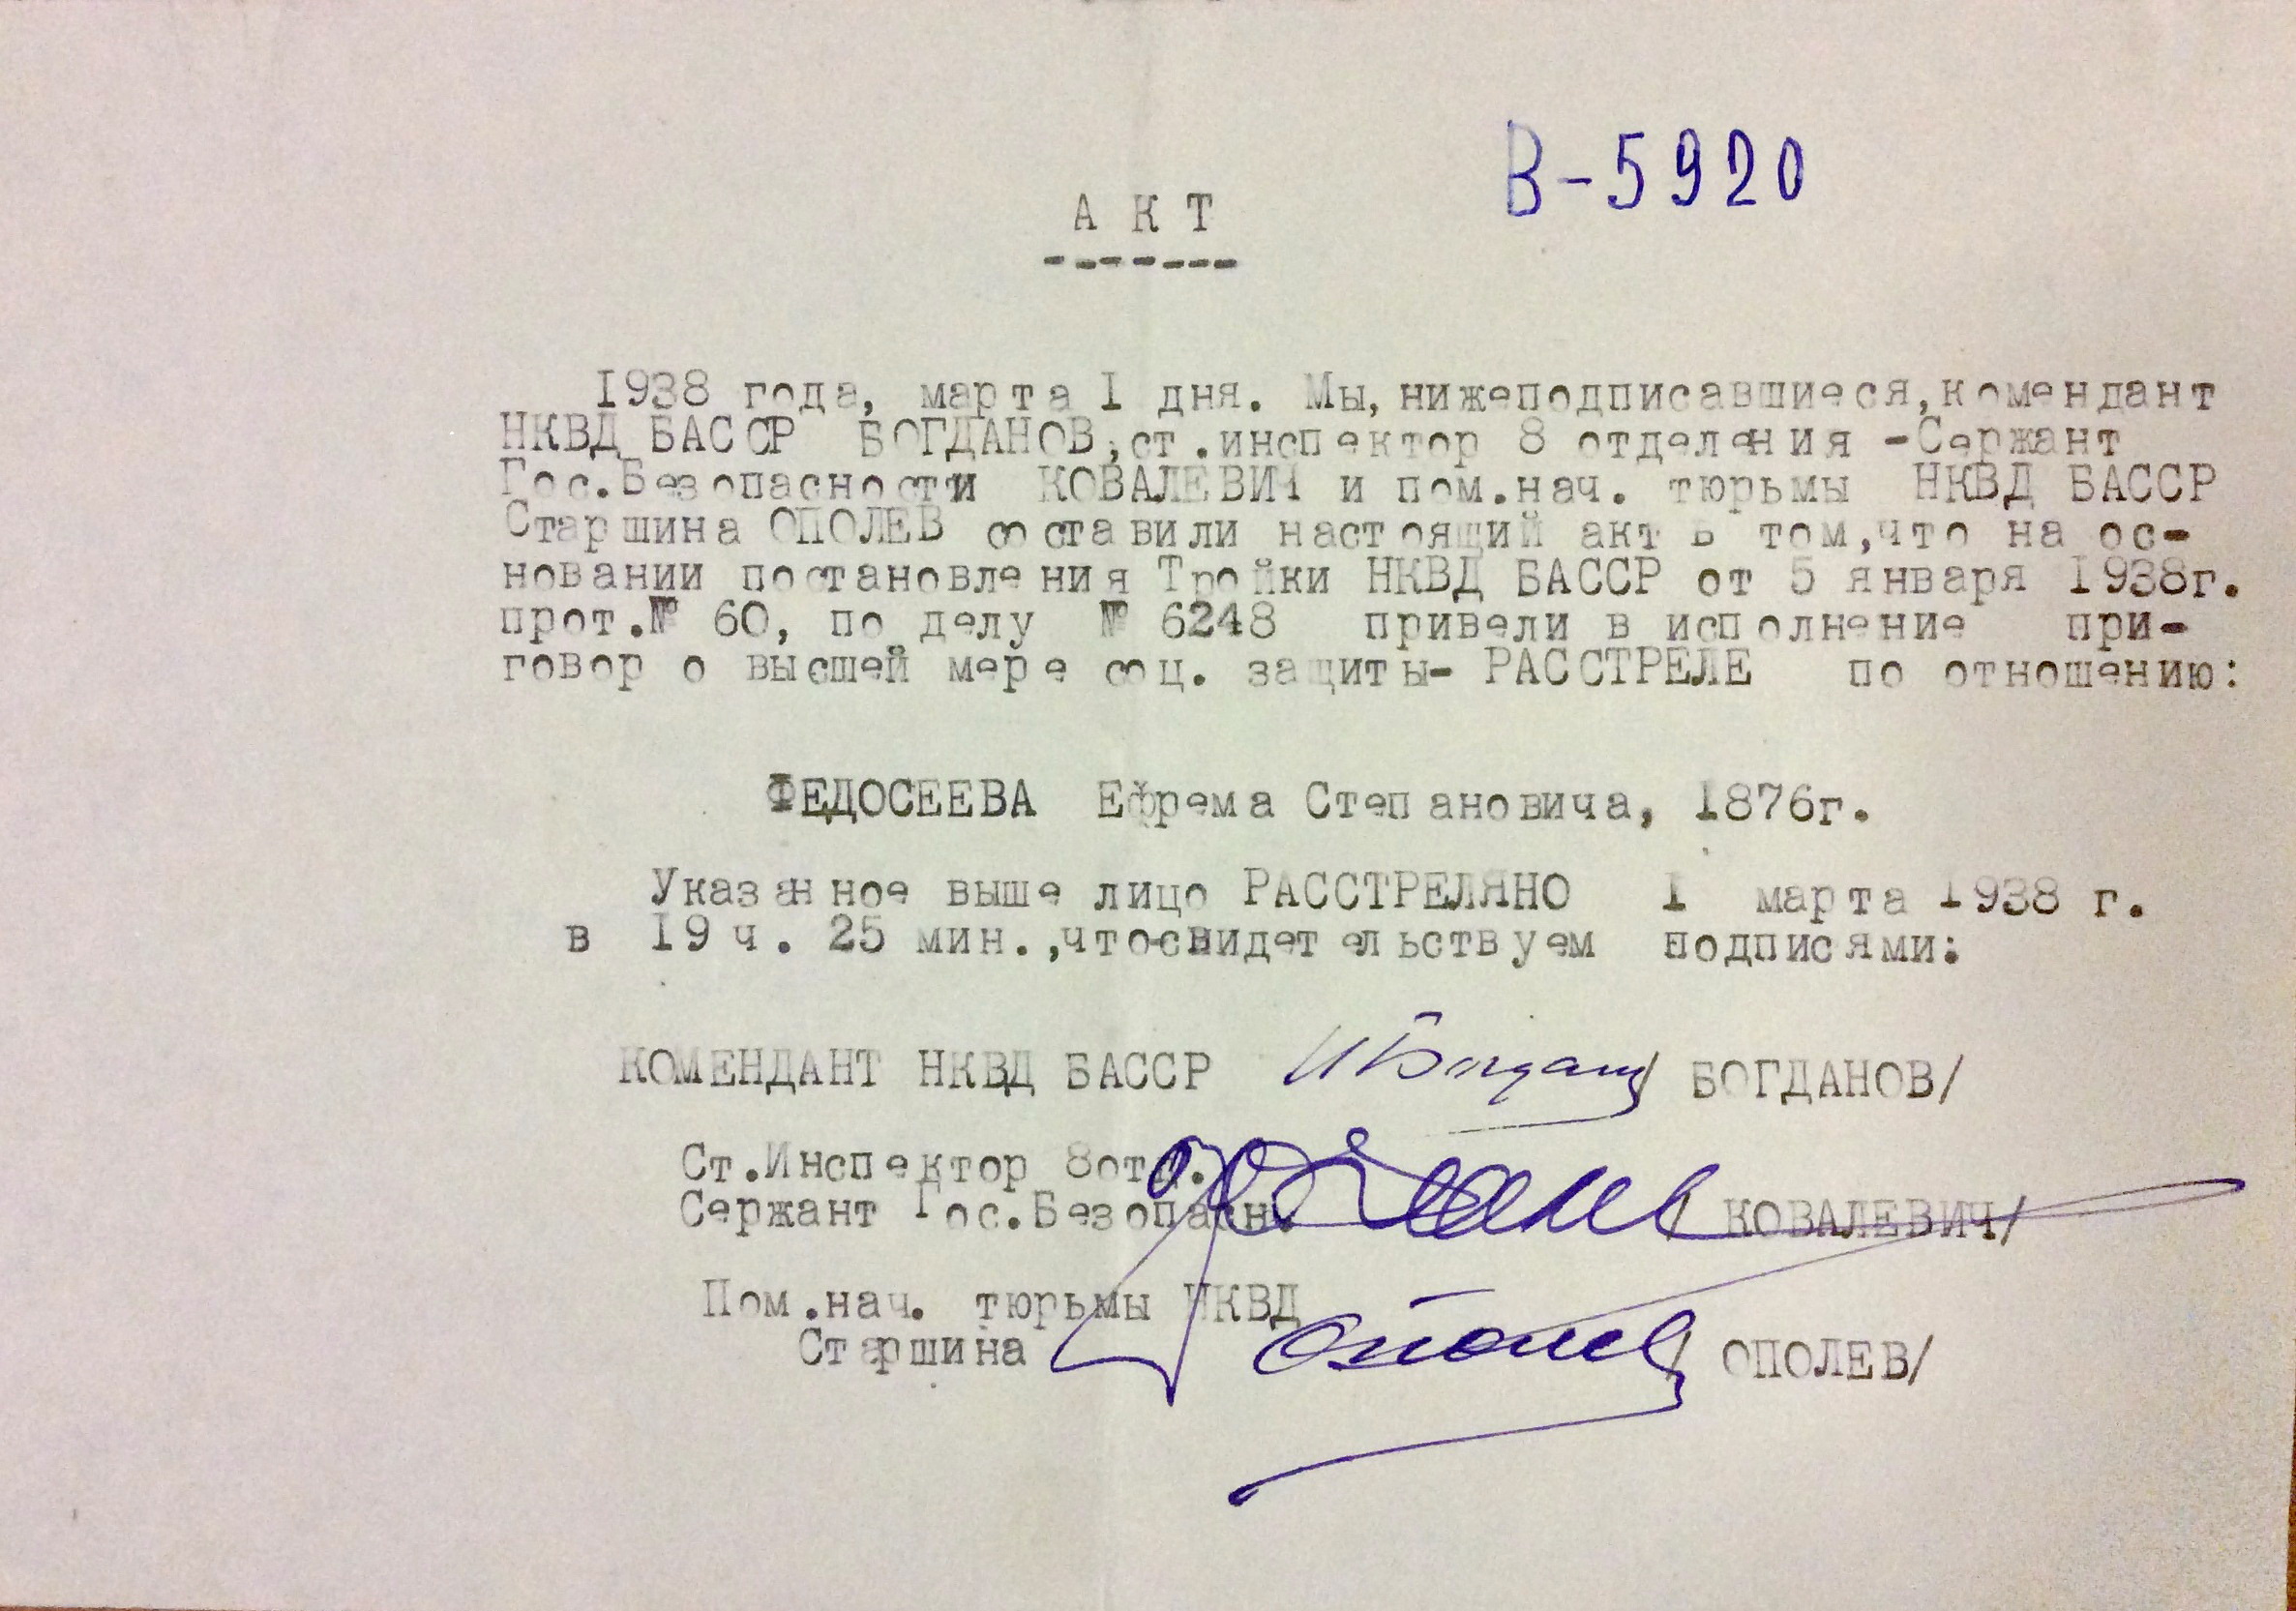 В-5920
АКТ
-------
1938 года, марта 1 дня. Мы, нижеподписавшиеся, комендант
НКВД БАССР БОГДАНОВ, ст.инспектор 8 отделения -Сержант
Гос.Безопасности КОВАЛЕВИЧ и пом.нач. тюрьмы НКВД БАССР
Старшина ОПОЛЕВ составили настоящий акт в том,что на ос-
новании постановления Тройки НКВД БАССР от 5 января 1938г.
прот.№ 60, по делу № 6248 привели в исполнение при-
говор о высшей мере соц. защиты- РАССТРЕЛЕ по отношению:
ФЕДОСЕЕВА Ефрема Степановича, 1876г.
Указанное выше лицо РАССТРЕЛЯНО 1 марта 1938 г.
в 19 ч. 25 мин.,что-свидетельствуем подписями:
КОМЕНДАНТ НКВД БАССР ИБогданов / БОГДАНОВ/
Ст.Инспектор 8отд.
Сержант Гос.Безопасн. / КОВАЛЕВИЧ/
Пом.нач. тюрьмы НКВД
Старшина Ополев / ОПОЛЕВ/